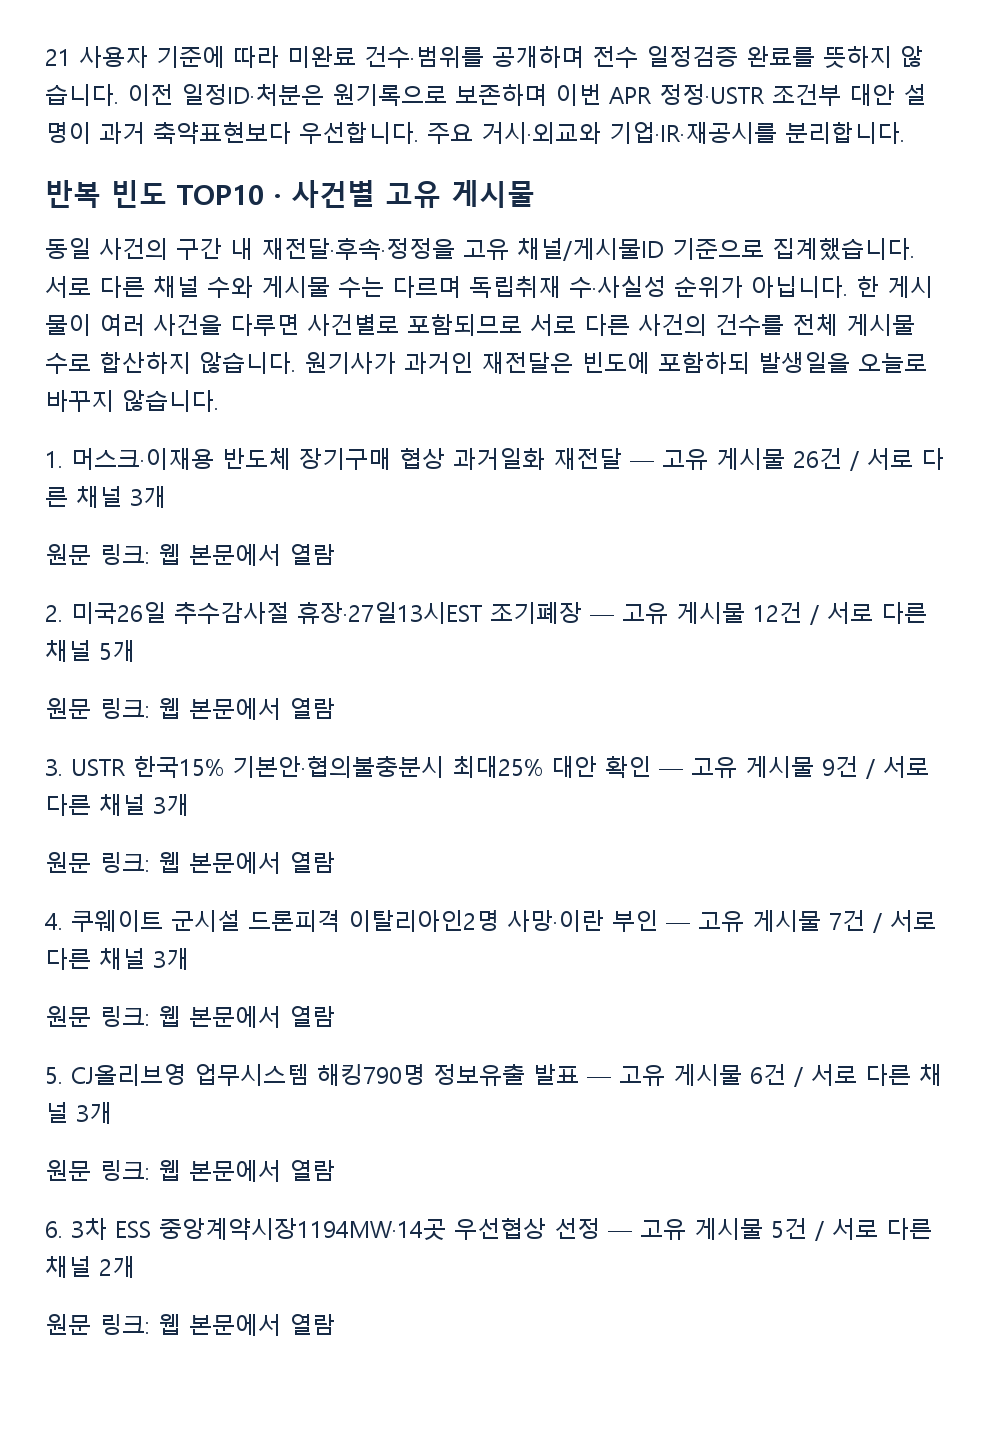 21 사용자 기준에 따라 미완료 건수·범위를 공개하며 전수 일정검증 완료를 뜻하지 않
습니다. 이전 일정ID·처분은 원기록으로 보존하며 이번 APR 정정·USTR 조건부 대안 설
명이 과거 축약표현보다 우선합니다. 주요 거시·외교와 기업·IR·재공시를 분리합니다.
반복 빈도 TOP10 · 사건별 고유 게시물
동일 사건의 구간 내 재전달·후속·정정을 고유 채널/게시물ID 기준으로 집계했습니다.
서로 다른 채널 수와 게시물 수는 다르며 독립취재 수·사실성 순위가 아닙니다. 한 게시
물이 여러 사건을 다루면 사건별로 포함되므로 서로 다른 사건의 건수를 전체 게시물
수로 합산하지 않습니다. 원기사가 과거인 재전달은 빈도에 포함하되 발생일을 오늘로
바꾸지 않습니다.
1. 머스크·이재용 반도체 장기구매 협상 과거일화 재전달 — 고유 게시물 26건 / 서로 다
른 채널 3개
원문 링크: 웹 본문에서 열람
2. 미국26일 추수감사절 휴장·27일13시EST 조기폐장 — 고유 게시물 12건 / 서로 다른
채널 5개
원문 링크: 웹 본문에서 열람
3. USTR 한국15% 기본안·협의불충분시 최대25% 대안 확인 — 고유 게시물 9건 / 서로
다른 채널 3개
원문 링크: 웹 본문에서 열람
4. 쿠웨이트 군시설 드론피격 이탈리아인2명 사망·이란 부인 — 고유 게시물 7건 / 서로
다른 채널 3개
원문 링크: 웹 본문에서 열람
5. CJ올리브영 업무시스템 해킹790명 정보유출 발표 — 고유 게시물 6건 / 서로 다른 채
널 3개
원문 링크: 웹 본문에서 열람
6. 3차 ESS 중앙계약시장1194MW·14곳 우선협상 선정 — 고유 게시물 5건 / 서로 다른
채널 2개
원문 링크: 웹 본문에서 열람